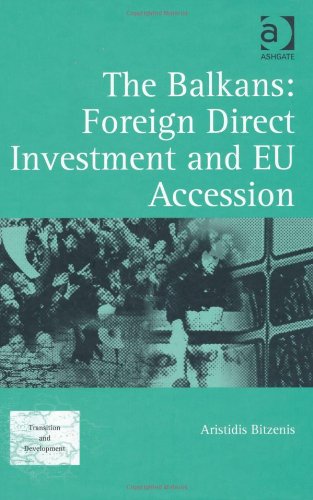 a
ASHGATE
The Balkans:
Foreign Direct
Investment and EU
Accession
Transition
and
Development
Aristidis Bitzenis